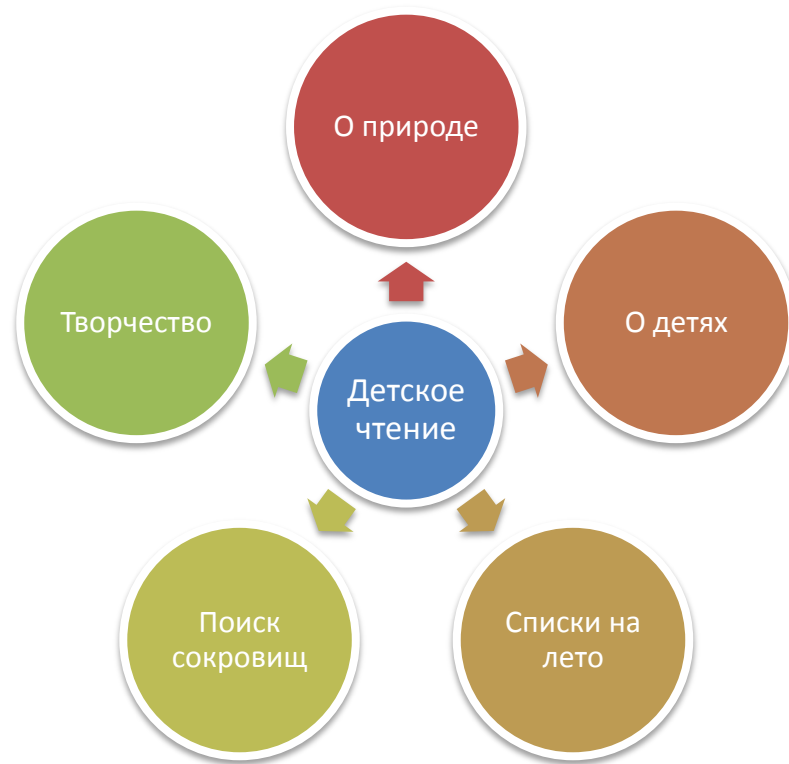 О природе
Творчество
О детях
Детское
чтение
Поиск
сокровищ
Списки на
лето